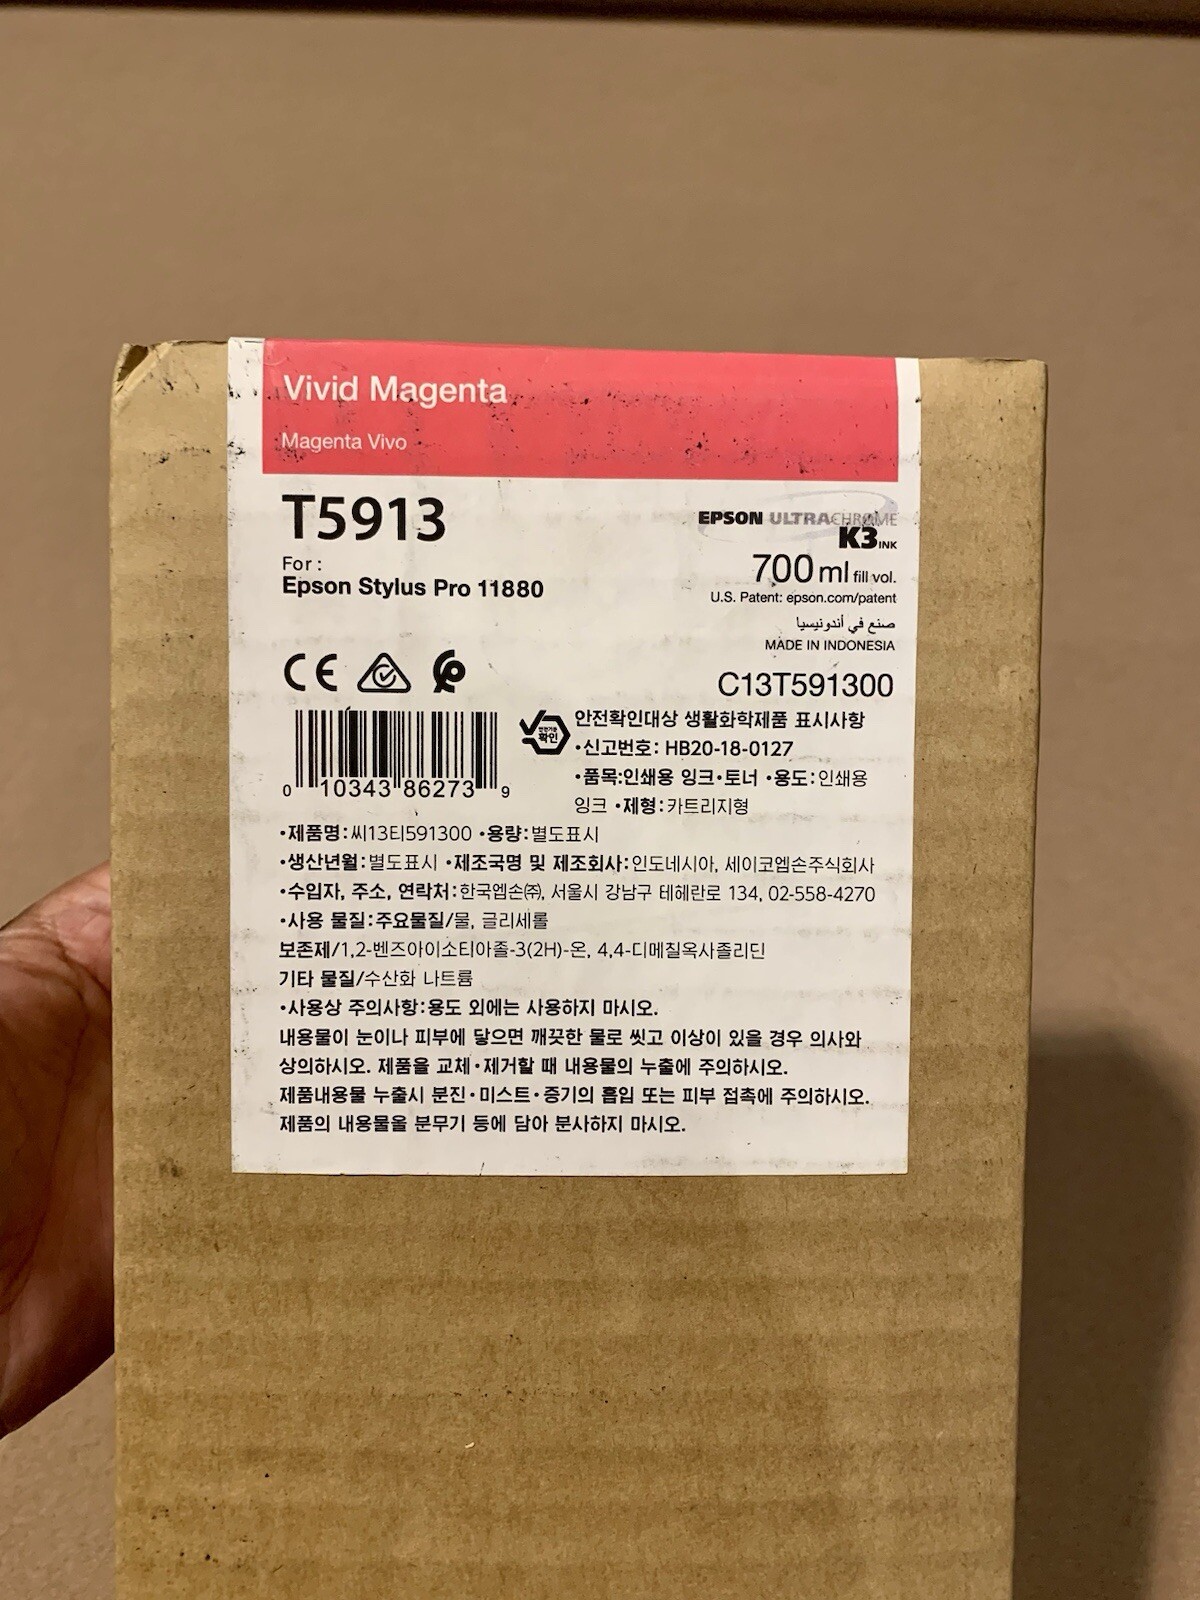 Vivid Magenta
Magenta Vivo
T5913
For :
Epson Stylus Pro 11880
EPSON ULTRACHROME
K3 INK
700 ml fill vol.
U.S. Patent: epson.com/patent
صنع في أندونيسيا
MADE IN INDONESIA
C13T591300
CE
0 10343 86273 9
안전기준
확인
안전확인대상 생활화학제품 표시사항
•신고번호: HB20-18-0127
•품목:인쇄용 잉크•토너 •용도:인쇄용
잉크 •제형:카트리지형
•제품명:씨13티591300 •용량:별도표시
•생산년월:별도표시 •제조국명 및 제조회사:인도네시아, 세이코엡손주식회사
•수입자, 주소, 연락처:한국엡손㈜, 서울시 강남구 테헤란로 134, 02-558-4270
•사용 물질:주요물질/물, 글리세롤
보존제/1,2-벤즈아이소티아졸-3(2H)-온, 4,4-디메칠옥사졸리딘
기타 물질/수산화 나트륨
•사용상 주의사항:용도 외에는 사용하지 마시오.
내용물이 눈이나 피부에 닿으면 깨끗한 물로 씻고 이상이 있을 경우 의사와
상의하시오. 제품을 교체•제거할 때 내용물의 누출에 주의하시오.
제품내용물 누출시 분진•미스트•증기의 흡입 또는 피부 접촉에 주의하시오.
제품의 내용물을 분무기 등에 담아 분사하지 마시오.